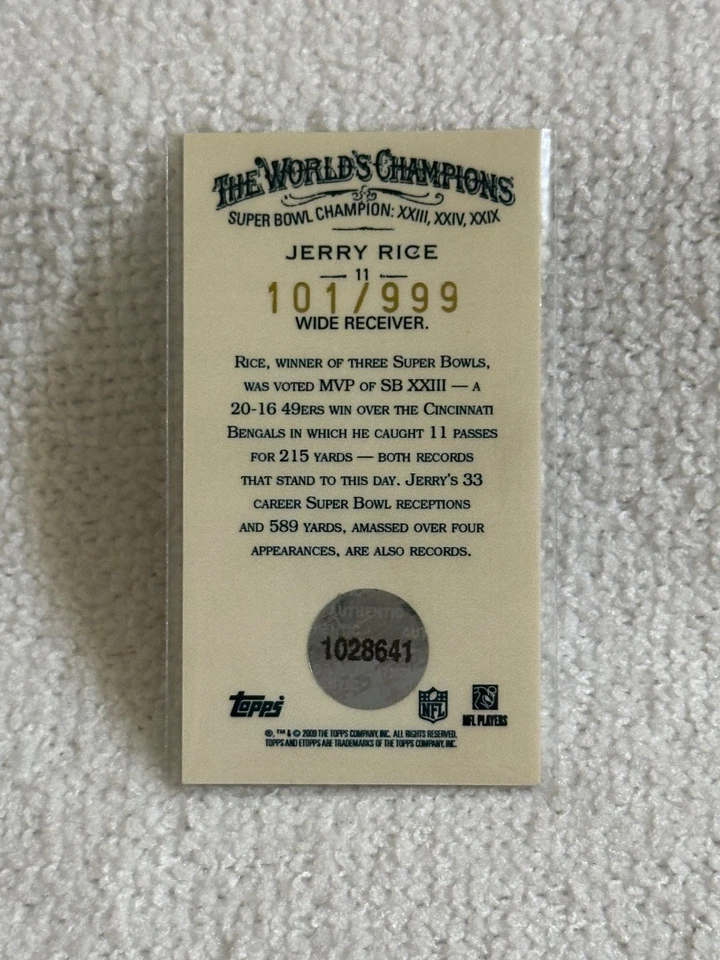 THE WORLD'S CHAMPIONS
SUPER BOWL CHAMPION: XXIII, XXIV, XXIX
JERRY RICE
— 11 —
101/999
WIDE RECEIVER.
RICE, WINNER OF THREE SUPER BOWLS,
WAS VOTED MVP OF SB XXIII — A
20-16 49ERS WIN OVER THE CINCINNATI
BENGALS IN WHICH HE CAUGHT 11 PASSES
FOR 215 YARDS — BOTH RECORDS
THAT STAND TO THIS DAY. JERRY'S 33
CAREER SUPER BOWL RECEPTIONS
AND 589 YARDS, AMASSED OVER FOUR
APPEARANCES, ARE ALSO RECORDS.
AUTHENTIC
1028641
Topps
NFL
NFL PLAYERS
®, ™ & © 2009 THE TOPPS COMPANY, INC. ALL RIGHTS RESERVED.
TOPPS AND ETOPPS ARE TRADEMARKS OF THE TOPPS COMPANY, INC.